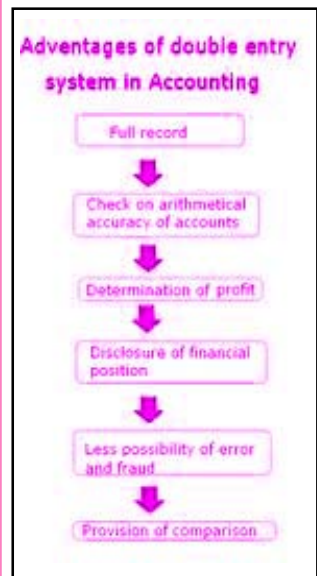 Adventages of double entry
system in Accounting
Full record
Check on arithmetical
accuracy of accounts
Determination of profit
Disclosure of financial
position
Less possibility of error
and fraud
Provision of comparison